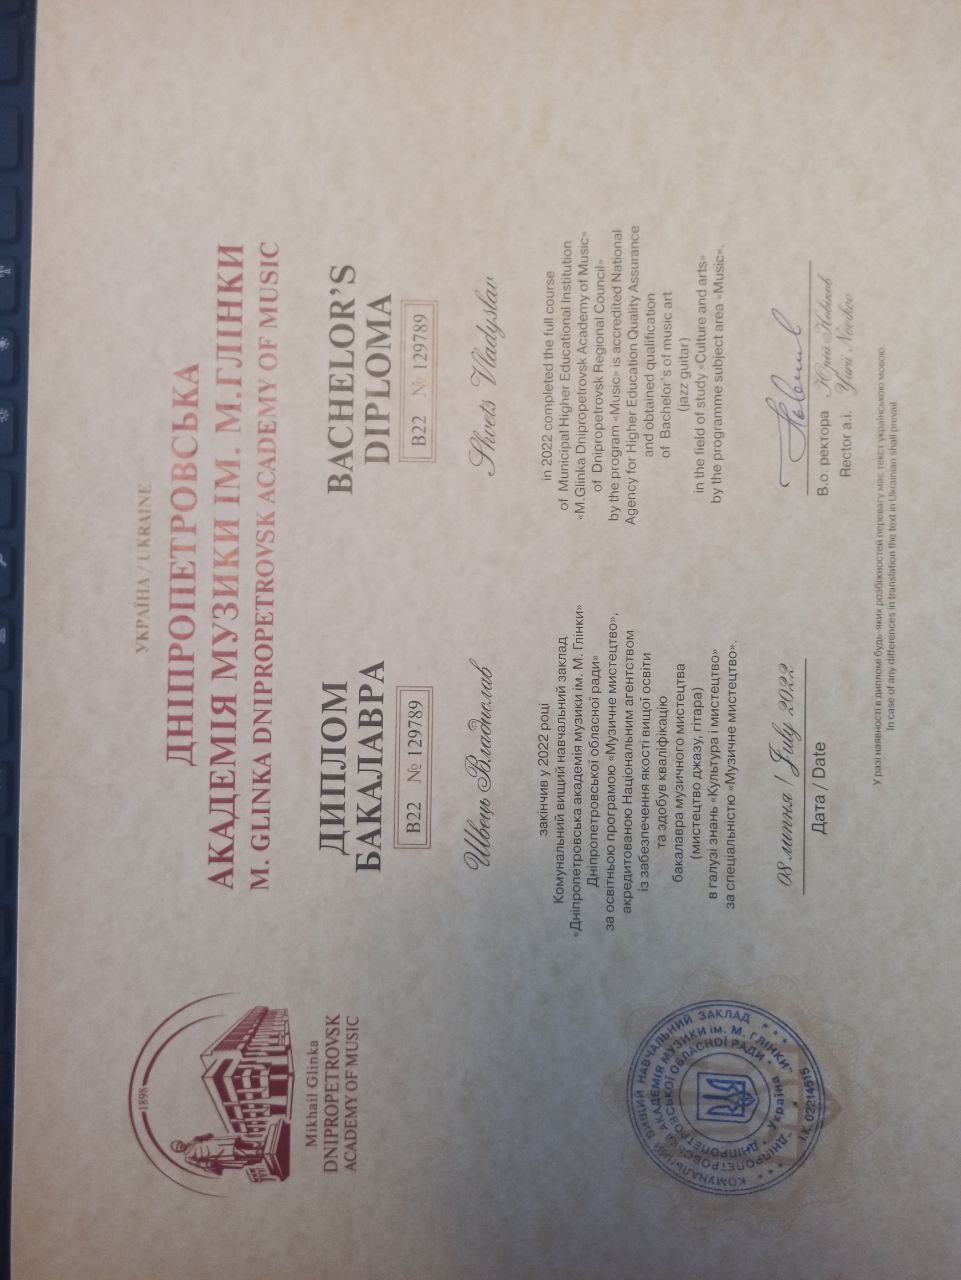 УКРАЇНА / UKRAINE
ДНІПРОПЕТРОВСЬКА
АКАДЕМІЯ МУЗИКИ ІМ. М.ГЛІНКИ
M. GLINKA DNIPROPETROVSK ACADEMY OF MUSIC
1898
Mikhail Glinka
DNIPROPETROVSK
ACADEMY OF MUSIC
ДИПЛОМ
БАКАЛАВРА
В22 № 129789
Швець Владислав
закінчив у 2022 році
Комунальний вищий навчальний заклад
«Дніпропетровська академія музики ім. М. Глінки»
Дніпропетровської обласної ради»
за освітньою програмою «Музичне мистецтво»,
акредитованою Національним агентством
із забезпечення якості вищої освіти
та здобув кваліфікацію
бакалавра музичного мистецтва
(мистецтво джазу, гітара)
в галузі знань «Культура і мистецтво»
за спеціальністю «Музичне мистецтво».
08 липня / July 2022
Дата / Date
BACHELOR'S
DIPLOMA
B22 № 129789
Shvets Vladyslav
in 2022 completed the full course
of Municipal Higher Educational Institution
«M.Glinka Dnipropetrovsk Academy of Music»
of Dnipropetrovsk Regional Council»
by the program «Music» is accredited National
Agency for Higher Education Quality Assurance
and obtained qualification
of Bachelor's of music art
(jazz guitar)
in the field of study «Culture and arts»
by the programme subject area «Music».
В.о. ректора Юрій Новіков
Rector a.i. Yurii Novikov
У разі наявності в дипломі будь-яких розбіжностей перевагу має текст українською мовою.
In case of any differences in translation the text in Ukrainian shall prevail.
КОМУНАЛЬНИЙ ВИЩИЙ НАВЧАЛЬНИЙ ЗАКЛАД
"ДНІПРОПЕТРОВСЬКА АКАДЕМІЯ МУЗИКИ ім. М. ГЛІНКИ"
ДНІПРОПЕТРОВСЬКОЇ ОБЛАСНОЇ РАДИ
Україна
І.К. 02214515